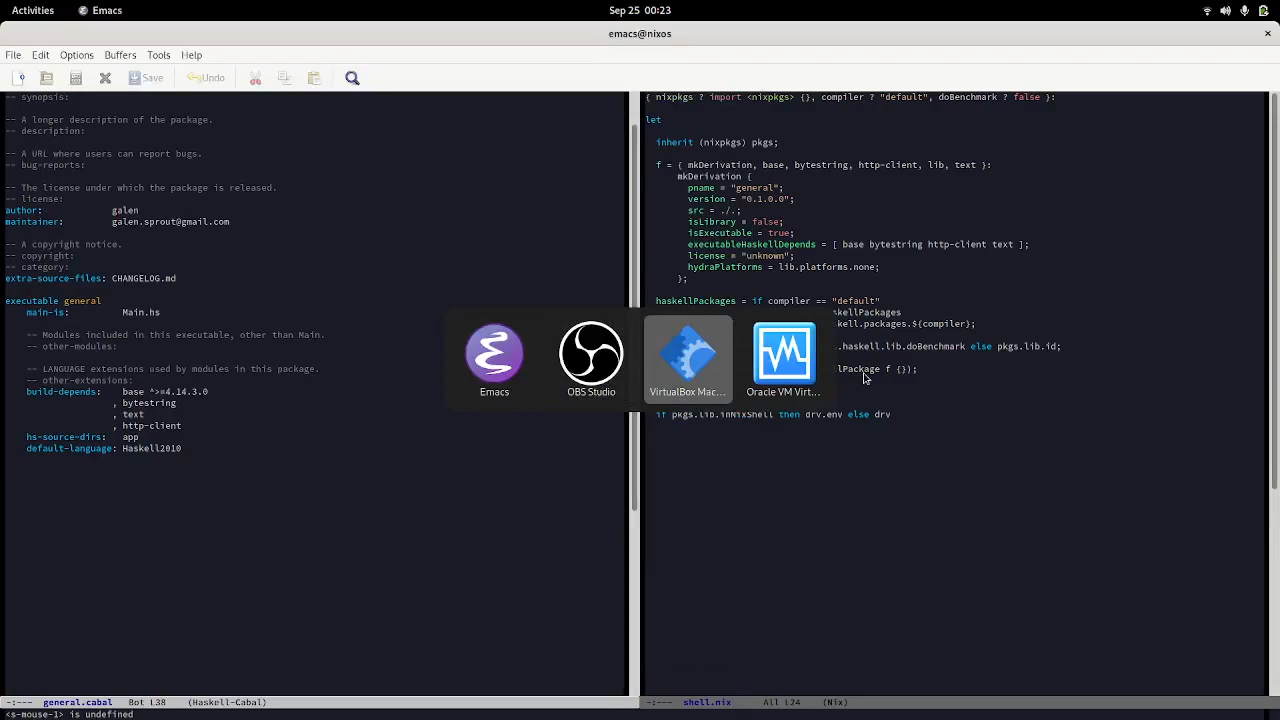 Activities
Emacs
Sep 25 00:23
emacs@nixos
File Edit Options Buffers Tools Help
Save
Undo
-- synopsis:
-- A longer description of the package.
-- description:
-- A URL where users can report bugs.
-- bug-reports:
-- The license under which the package is released.
-- license:
author: galen
maintainer: galen.sprout@gmail.com
-- A copyright notice.
-- copyright:
-- category:
extra-source-files: CHANGELOG.md
executable general
main-is: Main.hs
-- Modules included in this executable, other than Main.
-- other-modules:
-- LANGUAGE extensions used by modules in this package.
-- other-extensions:
build-depends: base ^>=4.14.3.0
, bytestring
, text
, http-client
hs-source-dirs: app
default-language: Haskell2010
{ nixpkgs ? import <nixpkgs> {}, compiler ? "default", doBenchmark ? false }:
let
inherit (nixpkgs) pkgs;
f = { mkDerivation, base, bytestring, http-client, lib, text }:
mkDerivation {
pname = "general";
version = "0.1.0.0";
src = ./.;
isLibrary = false;
isExecutable = true;
executableHaskellDepends = [ base bytestring http-client text ];
license = "unknown";
hydraPlatforms = lib.platforms.none;
};
haskellPackages = if compiler == "default"
skellPackages
kell.packages.${compiler};
.haskell.lib.doBenchmark else pkgs.lib.id;
lPackage f {});
if pkgs.lib.inNixShell then drv.env else drv
Emacs
OBS Studio
VirtualBox Mac...
Oracle VM Virt...
-:--- general.cabal Bot L38 (Haskell-Cabal)
-:--- shell.nix All L24 (Nix)
<s-mouse-1> is undefined